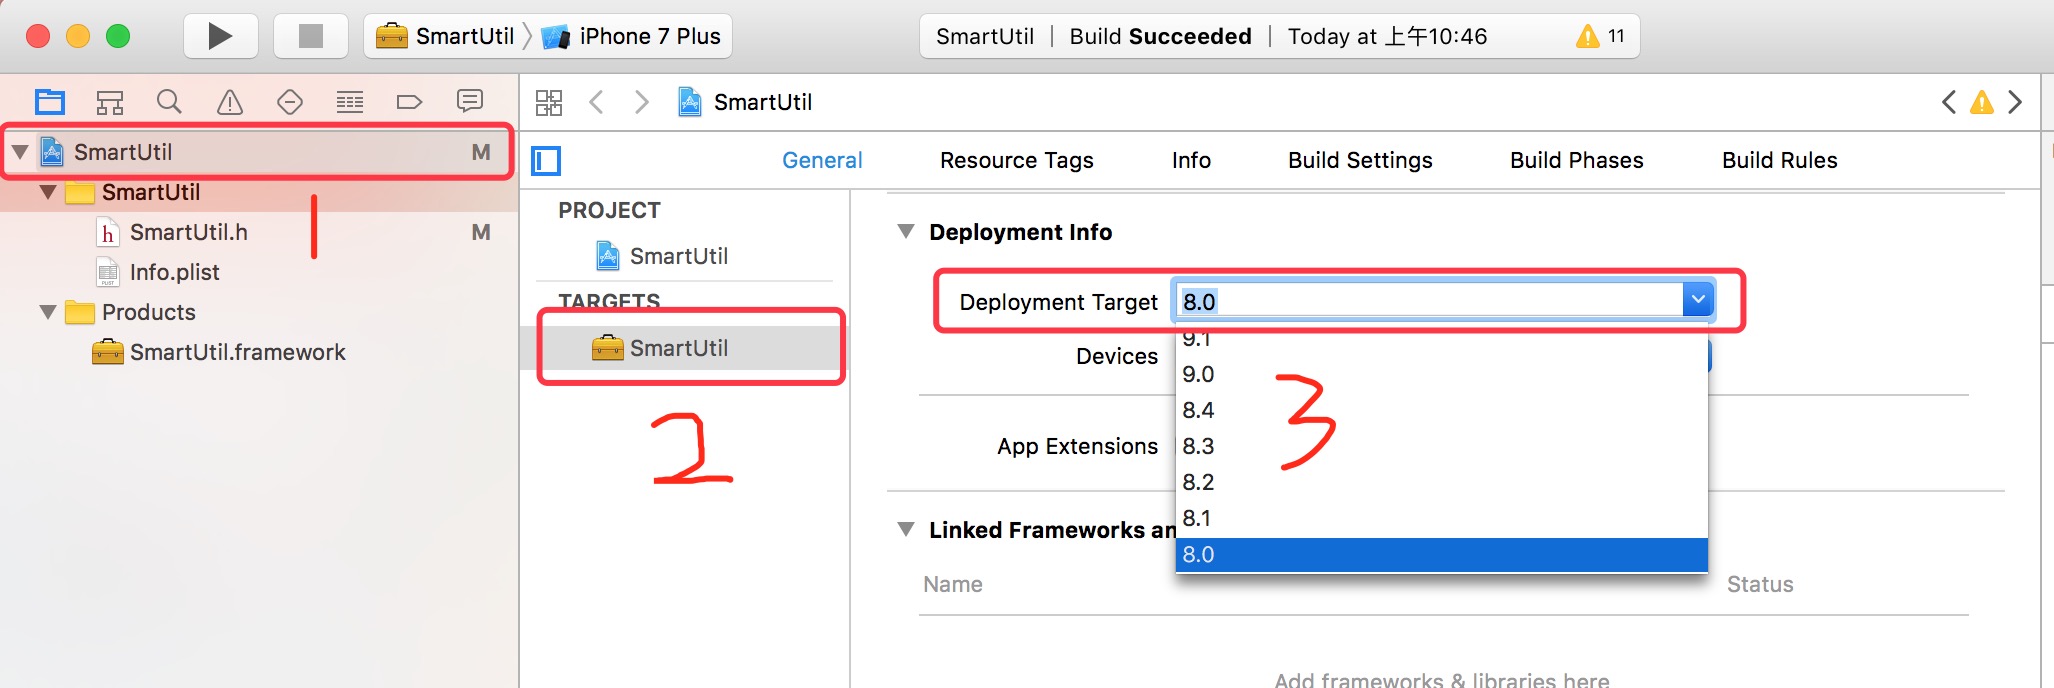 SmartUtil iPhone 7 Plus
SmartUtil | Build Succeeded | Today at 上午10:46 11
SmartUtil M
SmartUtil
SmartUtil.h M
Info.plist
Products
SmartUtil.framework
1
SmartUtil
General Resource Tags Info Build Settings Build Phases Build Rules
PROJECT
SmartUtil
TARGETS
SmartUtil
2
Deployment Info
Deployment Target 8.0
Devices
App Extensions
9.1
9.0
8.4
8.3
8.2
8.1
8.0
3
Linked Frameworks an
Name Status
Add frameworks & libraries here